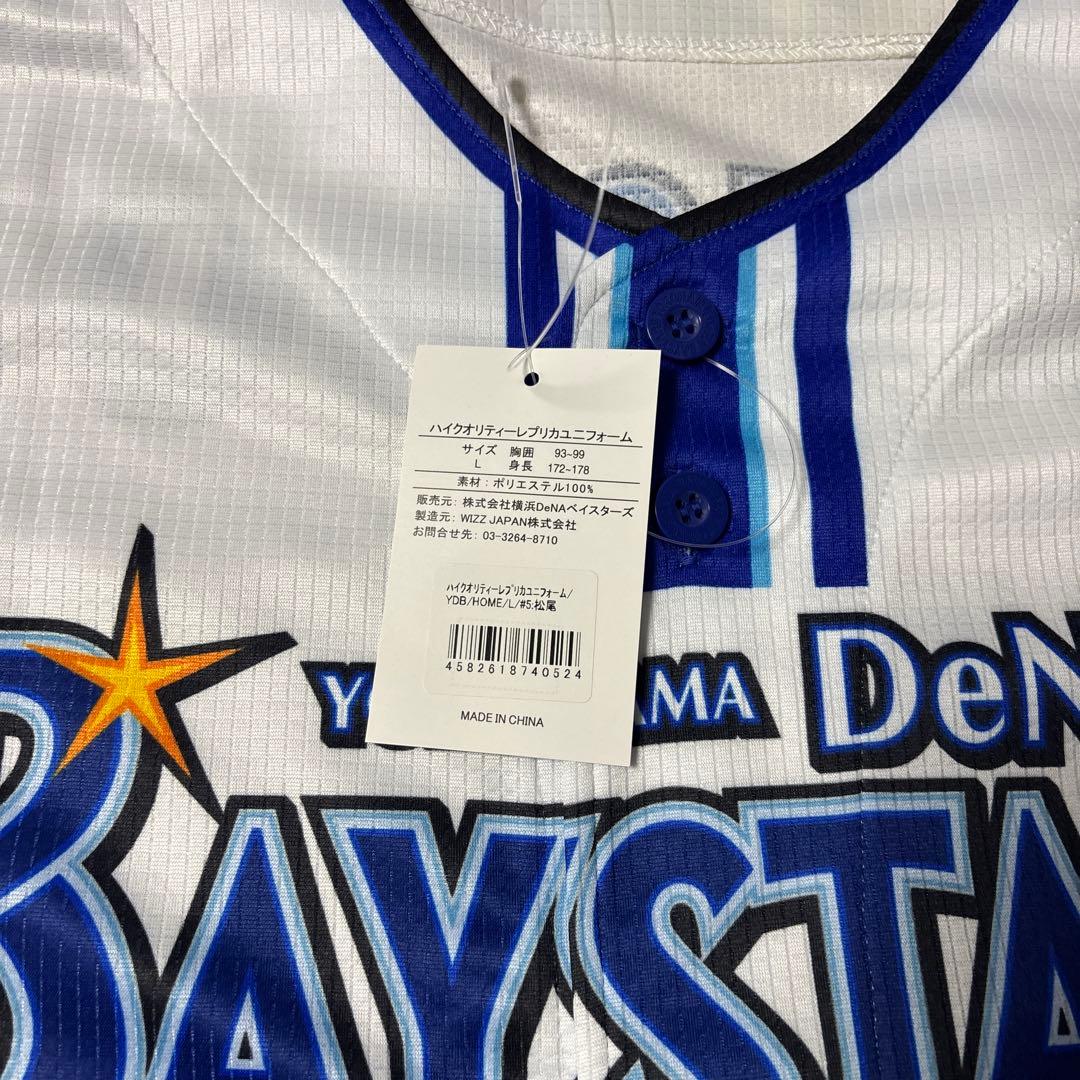 ハイクオリティーレプリカユニフォーム
サイズ 胸囲 93~99
L 身長 172~178
素材：ポリエステル100%
販売元：株式会社横浜DeNAベイスターズ
製造元：WIZZ JAPAN株式会社
お問合せ先：03-3264-8710
ﾊｲｸｵﾘﾃｨｰﾚﾌﾟﾘｶﾕﾆﾌｫｰﾑ/
YDB/HOME/L/#5:松尾
4582618740524
MADE IN CHINA
Y AMA DeN
BAYSTA